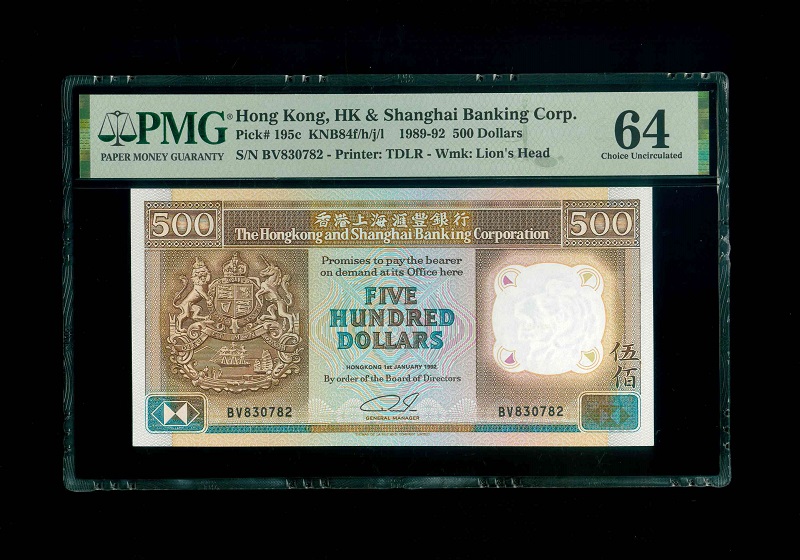 PMG®
PAPER MONEY GUARANTY
Hong Kong, HK & Shanghai Banking Corp.
Pick# 195c KNB84f/h/j/l 1989-92 500 Dollars
S/N BV830782 - Printer: TDLR - Wmk: Lion's Head
64
Choice Uncirculated
500
香港上海滙豐銀行
500
The Hongkong and Shanghai Banking Corporation
Promises to pay the bearer
on demand at its Office here
FIVE
HUNDRED
DOLLARS
HONGKONG 1st JANUARY 1992
By order of the Board of Directors
GENERAL MANAGER
伍佰
BV830782
BV830782